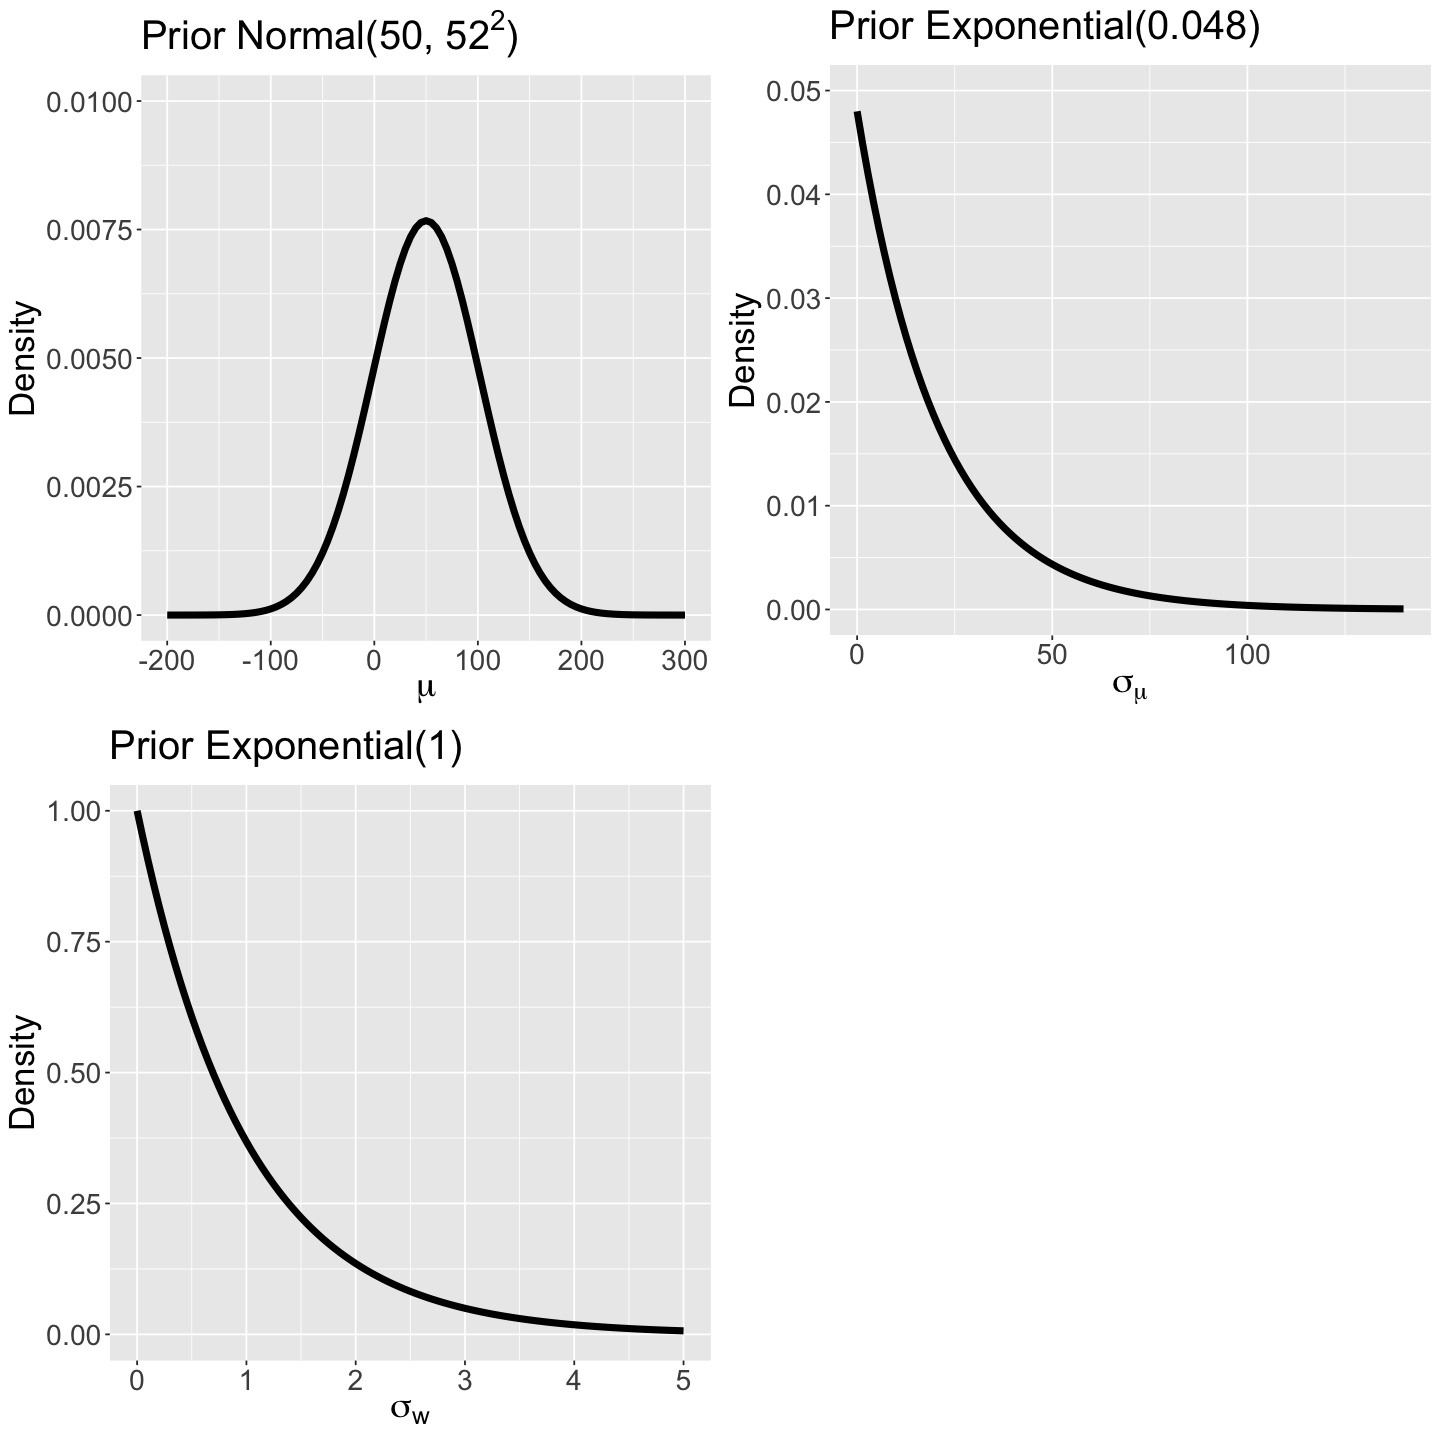 Prior Normal(50, 52²)
Density
0.0100
0.0075
0.0050
0.0025
0.0000
-200 -100 0 100 200 300
μ
Prior Exponential(0.048)
Density
0.05
0.04
0.03
0.02
0.01
0.00
0 50 100
σμ
Prior Exponential(1)
Density
1.00
0.75
0.50
0.25
0.00
0 1 2 3 4 5
σw